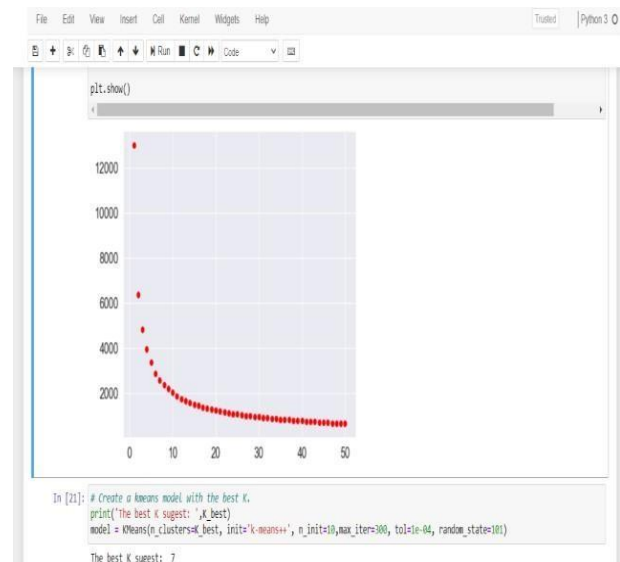 File Edit View Insert Cell Kernel Widgets Help Trusted Python 3
Run Code
plt.show()
12000
10000
8000
6000
4000
2000
0 10 20 30 40 50
In [21]: # Create a kmeans model with the best K.
print('The best K sugest: ',K_best)
model = KMeans(n_clusters=K_best, init='k-means++', n_init=10,max_iter=300, tol=1e-04, random_state=101)
The best K sugest: 7